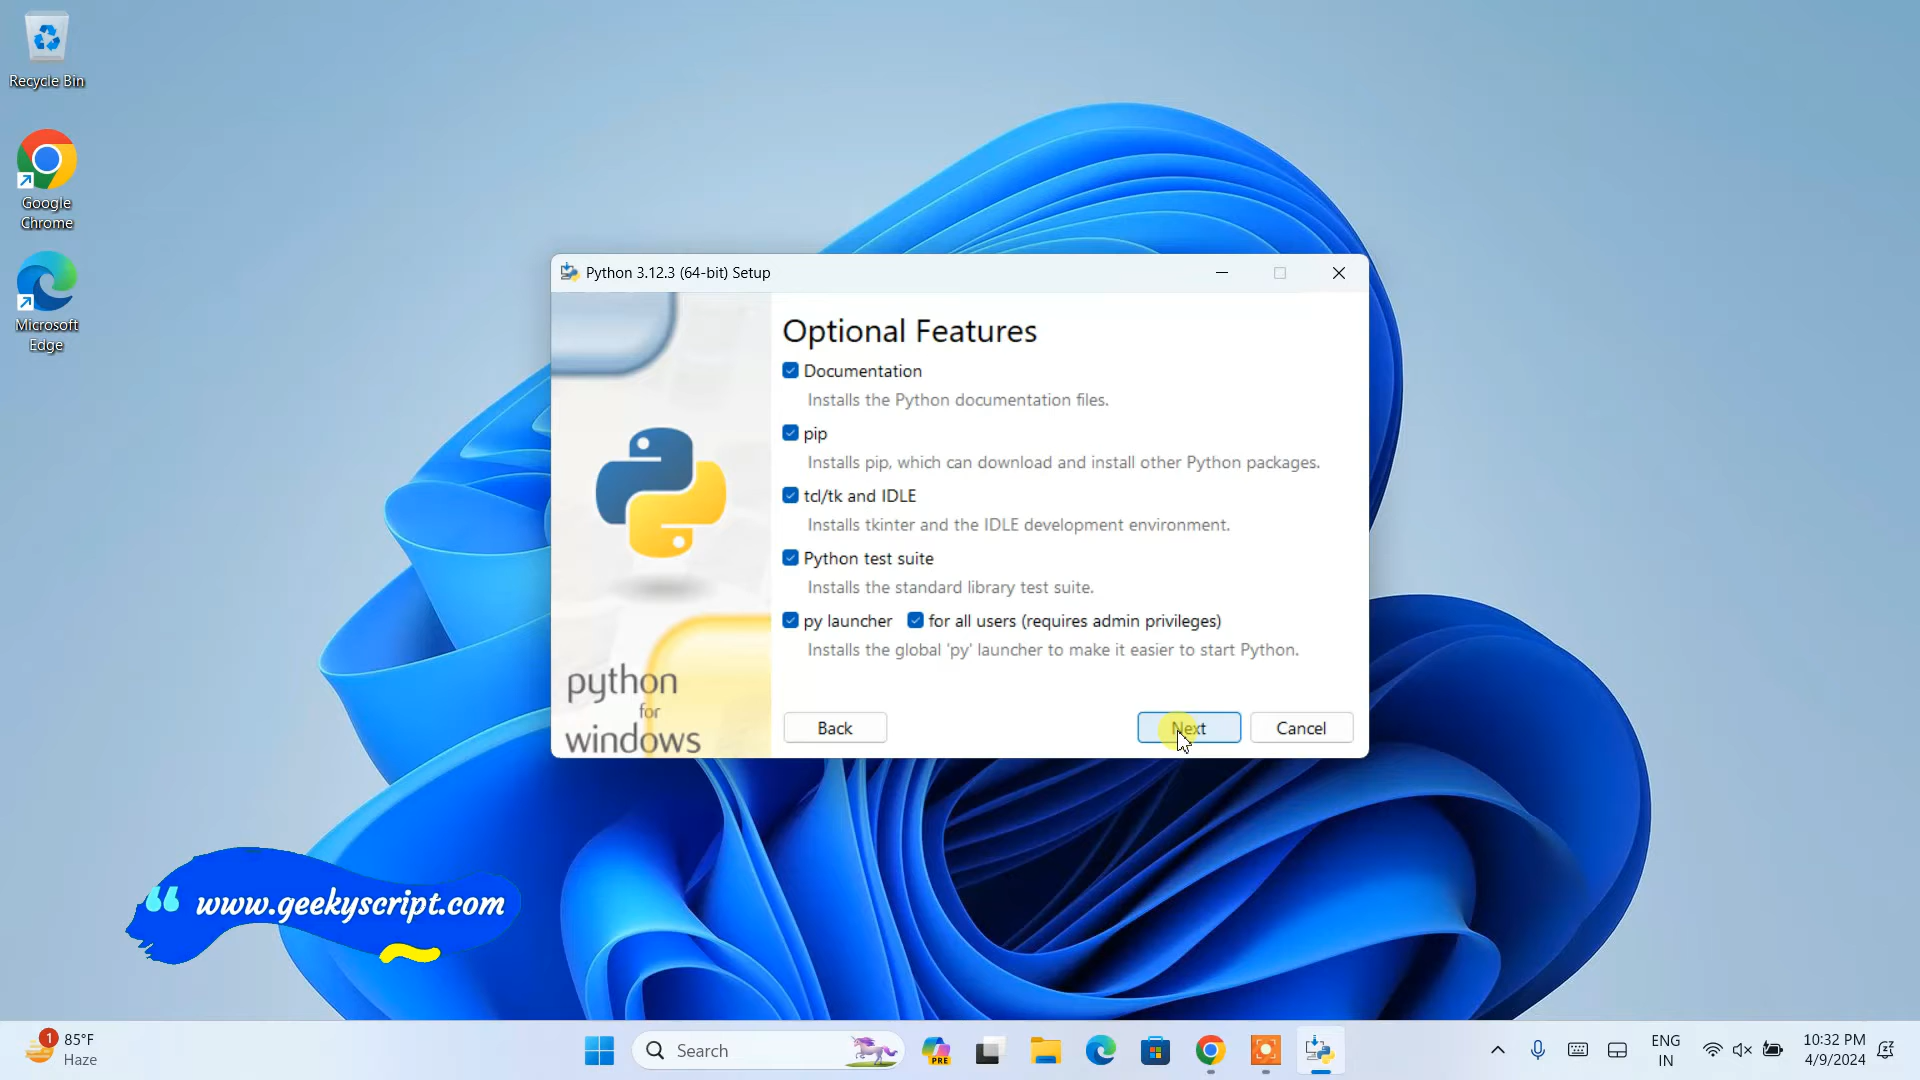 Recycle Bin
Google
Chrome
Microsoft
Edge
Python 3.12.3 (64-bit) Setup
Optional Features
Documentation
Installs the Python documentation files.
pip
Installs pip, which can download and install other Python packages.
tcl/tk and IDLE
Installs tkinter and the IDLE development environment.
Python test suite
Installs the standard library test suite.
py launcher for all users (requires admin privileges)
Installs the global 'py' launcher to make it easier to start Python.
python
for
windows
Back
Next
Cancel
www.geekyscript.com
1
85°F
Haze
Search
PRE
ENG
IN
10:32 PM
4/9/2024